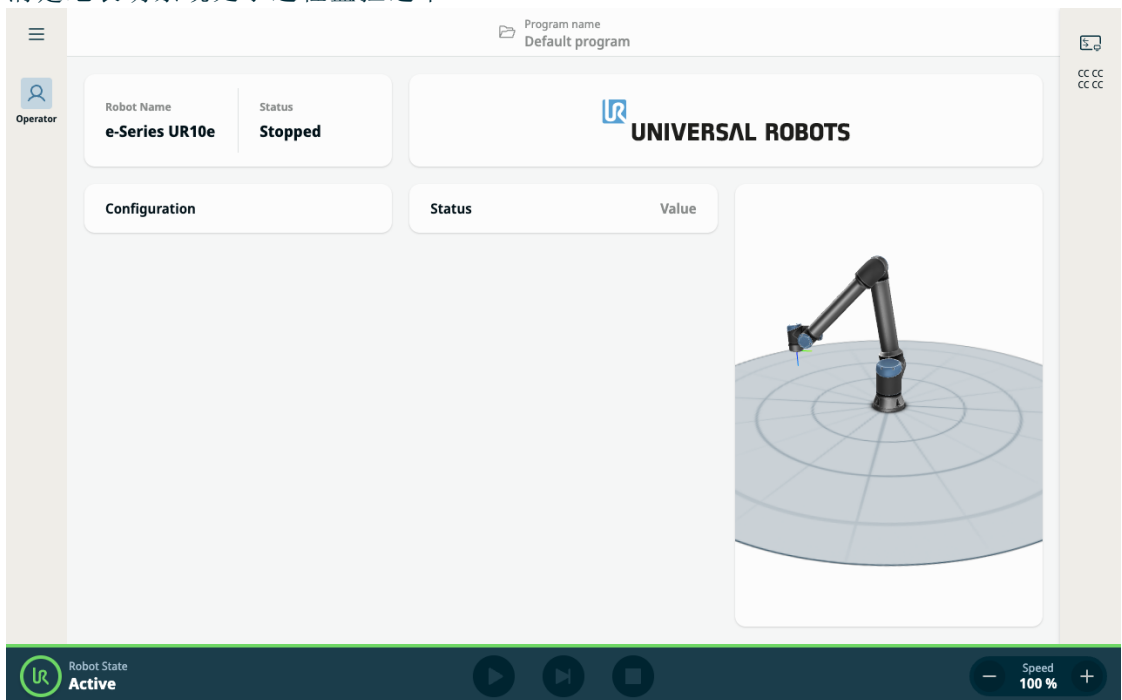 Program name
Default program
CC CC
CC CC
Operator
Robot Name
Status
e-Series UR10e
Stopped
UR
UNIVERSAL ROBOTS
Configuration
Status
Value
Robot State
Active
Speed
100 %